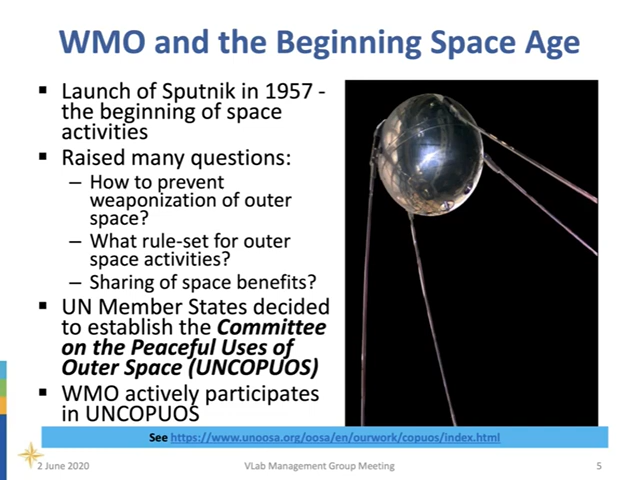 WMO and the Beginning Space Age
▪ Launch of Sputnik in 1957 -
the beginning of space
activities
▪ Raised many questions:
– How to prevent
weaponization of outer
space?
– What rule-set for outer
space activities?
– Sharing of space benefits?
▪ UN Member States decided
to establish the Committee
on the Peaceful Uses of
Outer Space (UNCOPUOS)
▪ WMO actively participates
in UNCOPUOS
See https://www.unoosa.org/oosa/en/ourwork/copuos/index.html
2 June 2020 VLab Management Group Meeting 5